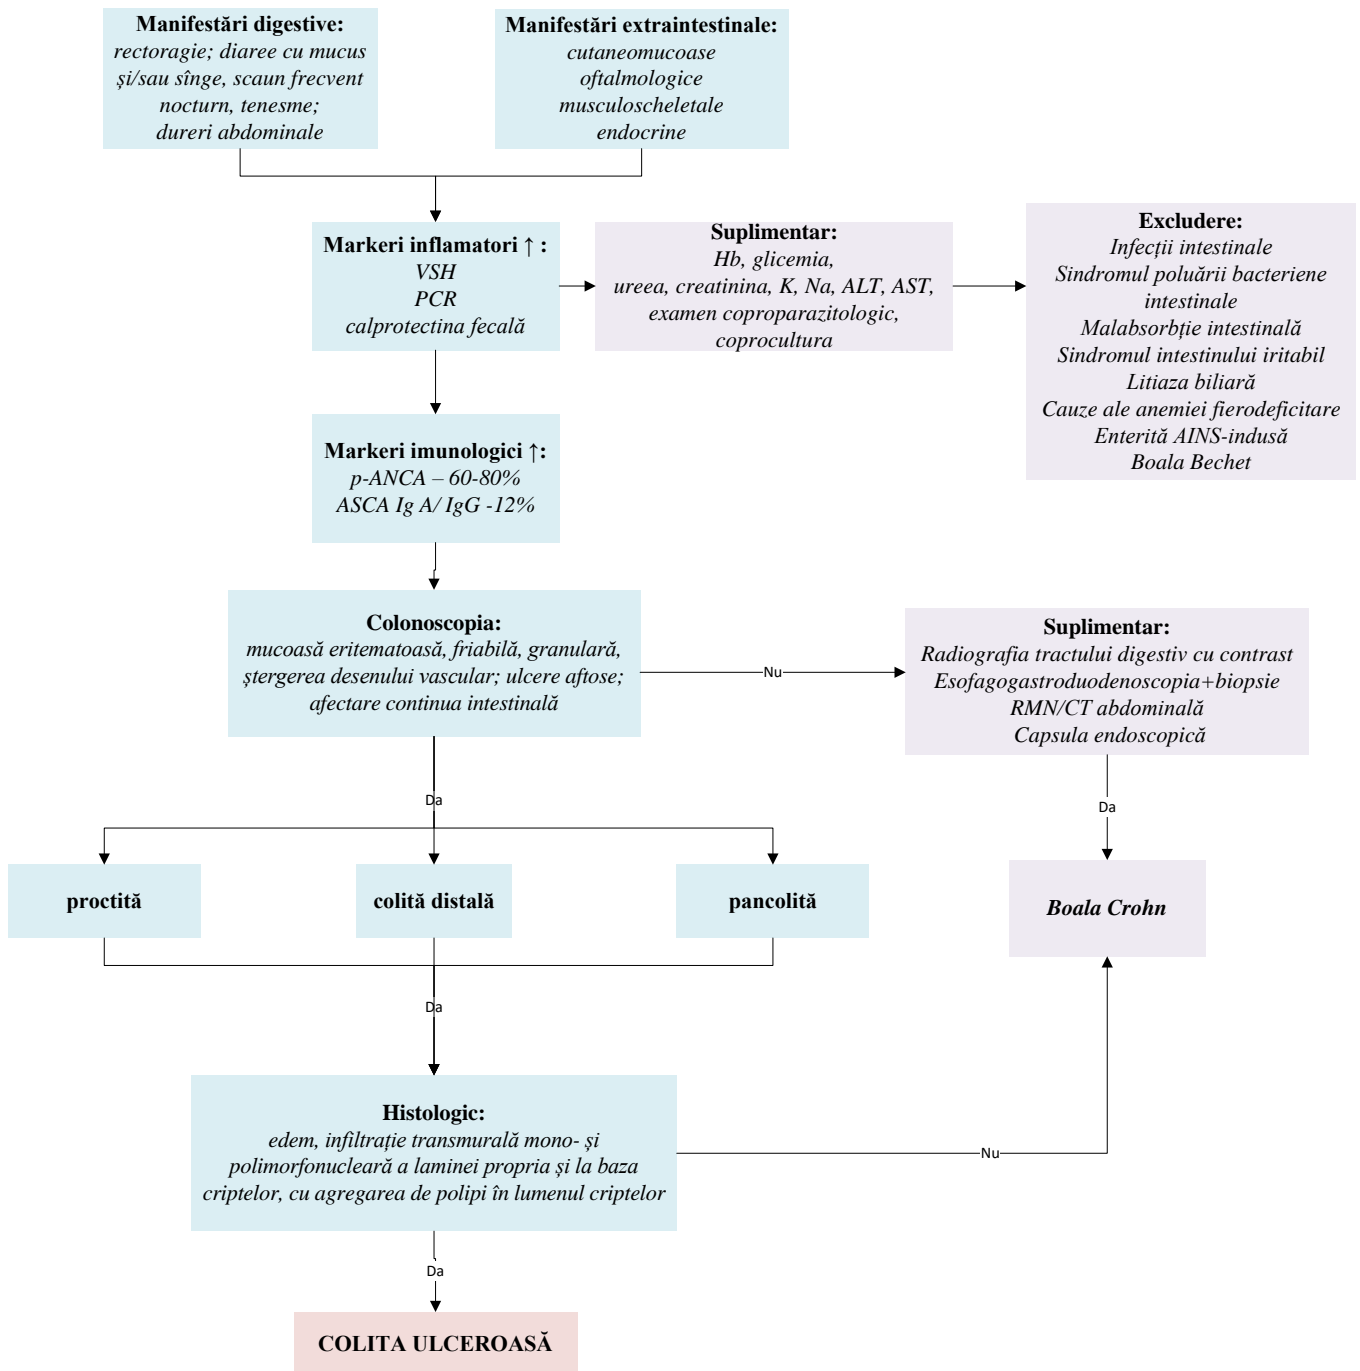 Manifestări digestive:
rectoragie; diaree cu mucus
și/sau sînge, scaun frecvent
nocturn, tenesme;
dureri abdominale
Manifestări extraintestinale:
cutaneomucoase
oftalmologice
musculoscheletale
endocrine
Markeri inflamatori ↑ :
VSH
PCR
calprotectina fecală
Suplimentar:
Hb, glicemia,
ureea, creatinina, K, Na, ALT, AST,
examen coproparazitologic,
coprocultura
Excludere:
Infecții intestinale
Sindromul poluării bacteriene
intestinale
Malabsorbție intestinală
Sindromul intestinului iritabil
Litiaza biliară
Cauze ale anemiei fierodeficitare
Enterită AINS-indusă
Boala Bechet
Markeri imunologici ↑:
p-ANCA – 60-80%
ASCA Ig A/ IgG -12%
Colonoscopia:
mucoasă eritematoasă, friabilă, granulară,
ștergerea desenului vascular; ulcere aftose;
afectare continua intestinală
Nu
Suplimentar:
Radiografia tractului digestiv cu contrast
Esofagogastroduodenoscopia+biopsie
RMN/CT abdominală
Capsula endoscopică
Da
Da
proctită
colită distală
pancolită
Boala Crohn
Da
Histologic:
edem, infiltrație transmurală mono- și
polimorfonucleară a laminei propria și la baza
criptelor, cu agregarea de polipi în lumenul criptelor
Nu
Da
COLITA ULCEROASĂ